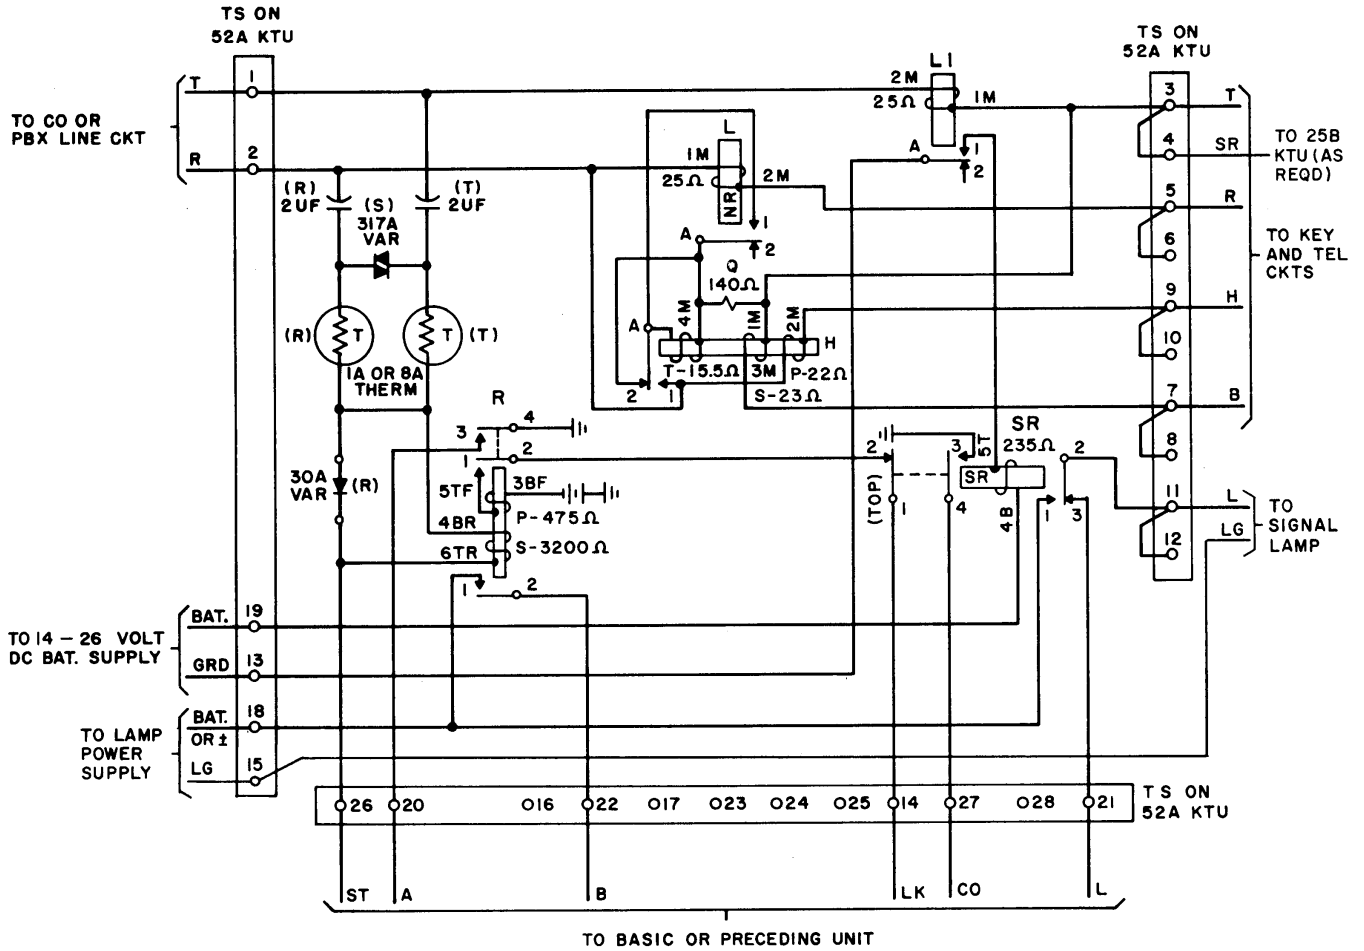 TS ON
52A KTU
TS ON
52A KTU
L1
1
T
2M
25Ω
1M
3
T
TO CO OR
PBX LINE CKT
L
4
SR
TO 25B
KTU (AS
REQD)
2
R
1M
25Ω
2M
NR
A
1
2
(R)
2UF
(S)
317A
VAR
(T)
2UF
5
R
A
1
2
6
TO KEY
AND TEL
CKTS
Q
140Ω
9
H
(R)
T
T
(T)
A
4M
1M
2M
H
10
1A OR 8A
THERM
T-15.5Ω
3M
P-22Ω
2
1
S-23Ω
7
B
R
3
4
1
2
2
3
5T
SR
235Ω
2
8
30A
VAR
(R)
5TF
3BF
(TOP)
SR
P-475Ω
1
4
4B
1
3
11
L
TO
SIGNAL
LAMP
4BR
S-3200Ω
LG
12
6TR
1
2
TO 14 – 26 VOLT
DC BAT. SUPPLY
BAT.
19
GRD
13
TO LAMP
POWER
SUPPLY
BAT.
OR ±
18
LG
15
26
20
16
22
17
23
24
25
14
27
28
21
TS ON
52A KTU
ST
A
B
LK
CO
L
TO BASIC OR PRECEDING UNIT